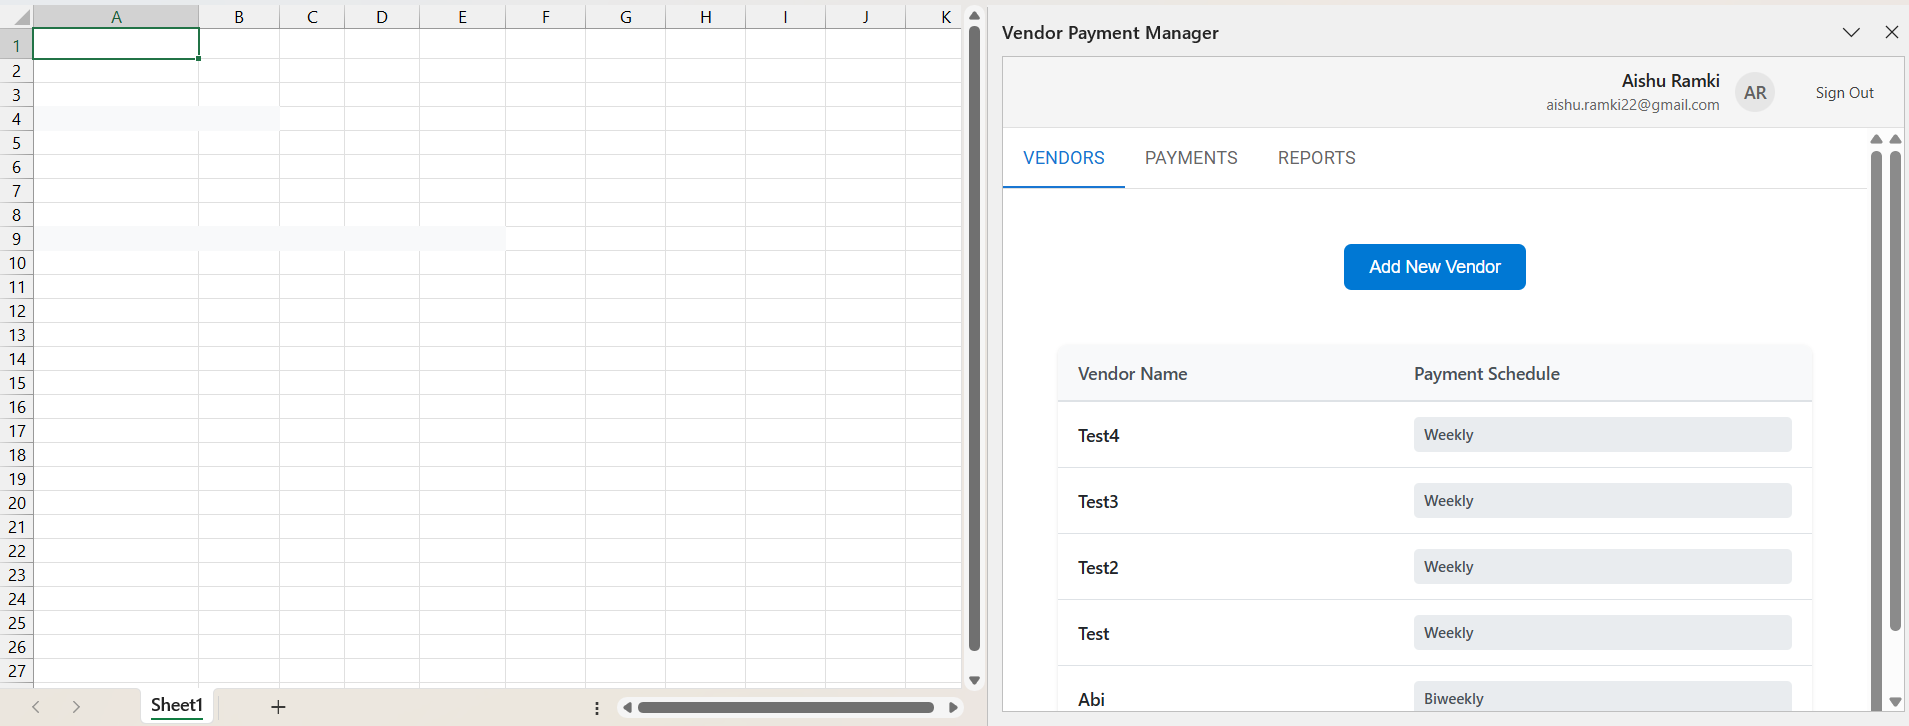 A B C D E F G H I J K
1
2
3
4
5
6
7
8
9
10
11
12
13
14
15
16
17
18
19
20
21
22
23
24
25
26
27
Sheet1
Vendor Payment Manager
Aishu Ramki
aishu.ramki22@gmail.com
AR
Sign Out
VENDORS PAYMENTS REPORTS
Add New Vendor
Vendor Name Payment Schedule
Test4 Weekly
Test3 Weekly
Test2 Weekly
Test Weekly
Abi Biweekly